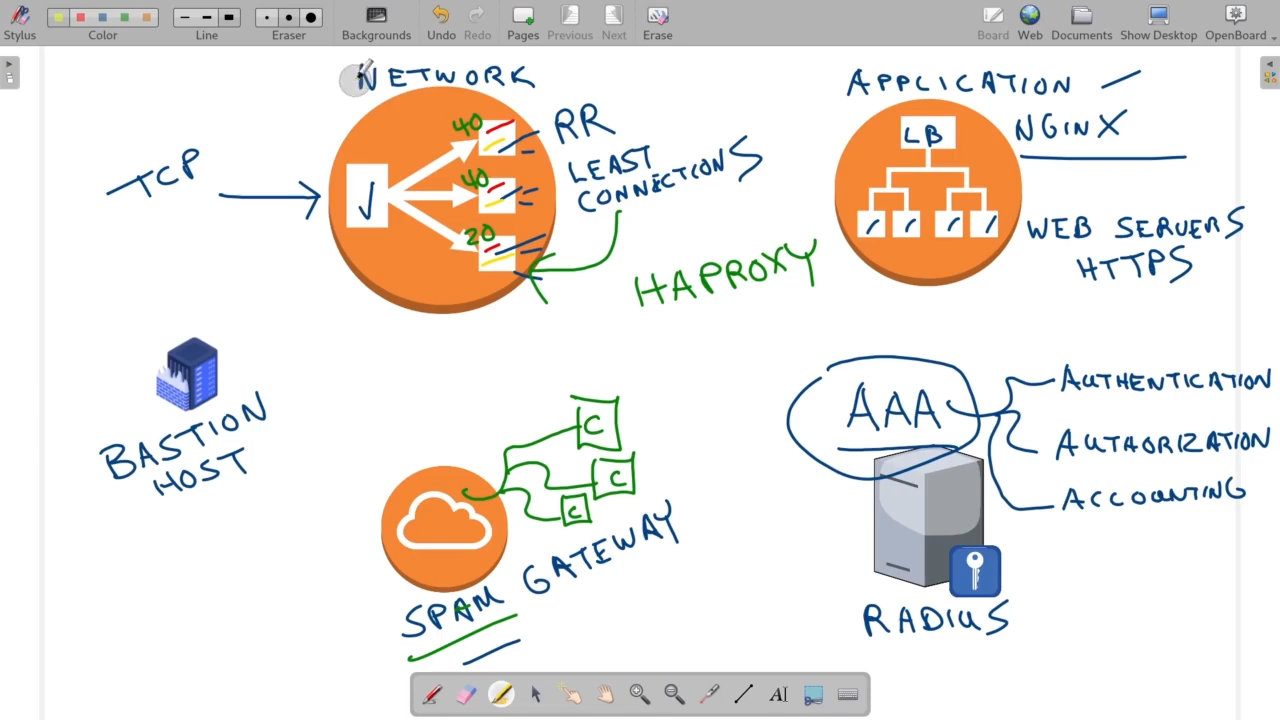 Stylus
Color
Line
Eraser
Backgrounds
Undo
Redo
Pages
Previous
Next
Erase
Board
Web
Documents
Show Desktop
OpenBoard
NETWORK
TCP
40
40
20
RR
LEAST
CONNECTIONS
HAPROXY
APPLICATION
LB
NGINX
WEB SERVERS
HTTPS
BASTION
HOST
C
C
C
SPAM GATEWAY
AAA
AUTHENTICATION
AUTHORIZATION
ACCOUNTING
RADIUS
AI